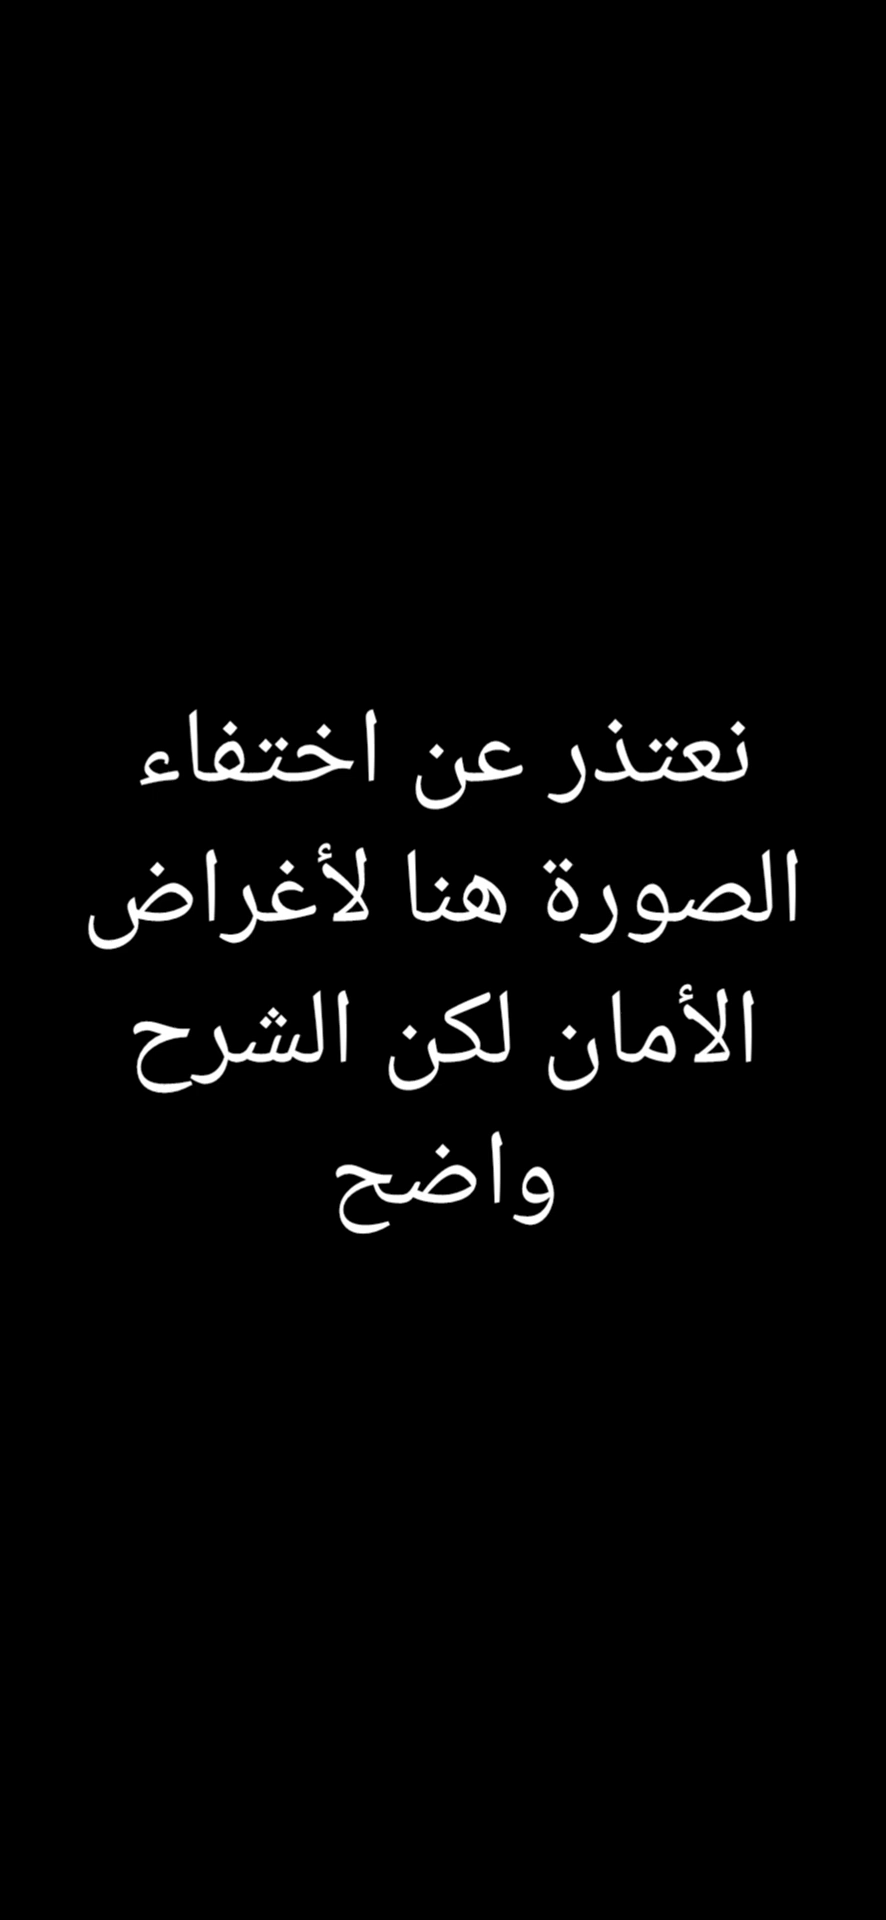 نعتذر عن اختفاء
الصورة هنا لأغراض
الأمان لكن الشرح
واضح